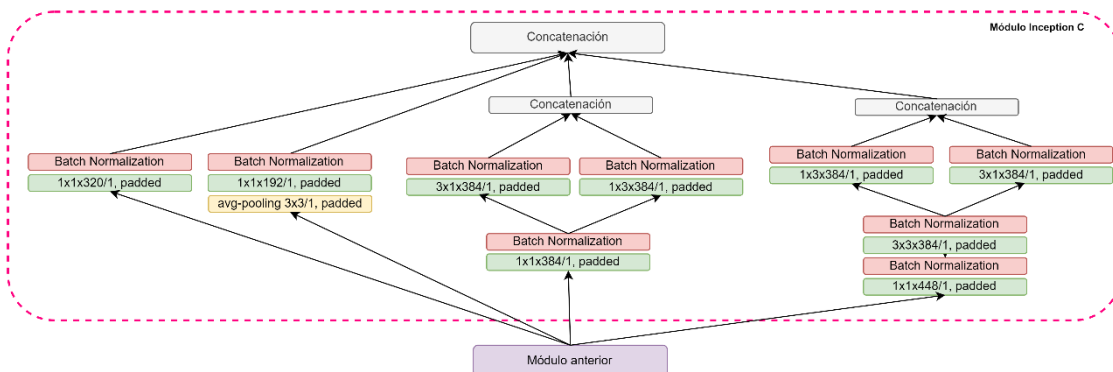 Módulo Inception C
Concatenación
Concatenación
Concatenación
Batch Normalization
1x1x320/1, padded
Batch Normalization
1x1x192/1, padded
avg-pooling 3x3/1, padded
Batch Normalization
3x1x384/1, padded
Batch Normalization
1x3x384/1, padded
Batch Normalization
1x3x384/1, padded
Batch Normalization
3x1x384/1, padded
Batch Normalization
1x1x384/1, padded
Batch Normalization
3x3x384/1, padded
Batch Normalization
1x1x448/1, padded
Módulo anterior